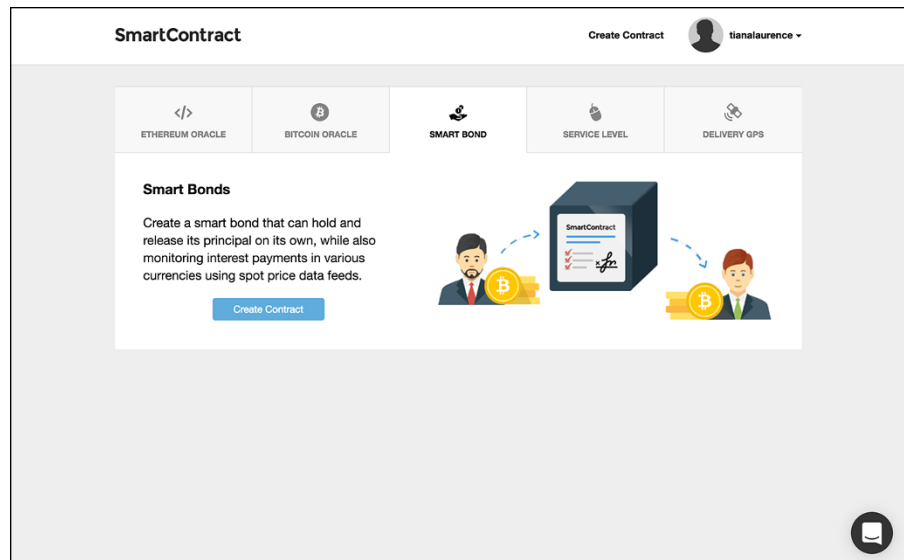 SmartContract
Create Contract
tianalaurence
ETHEREUM ORACLE
BITCOIN ORACLE
SMART BOND
SERVICE LEVEL
DELIVERY GPS
Smart Bonds
Create a smart bond that can hold and
release its principal on its own, while also
monitoring interest payments in various
currencies using spot price data feeds.
Create Contract
SmartContract